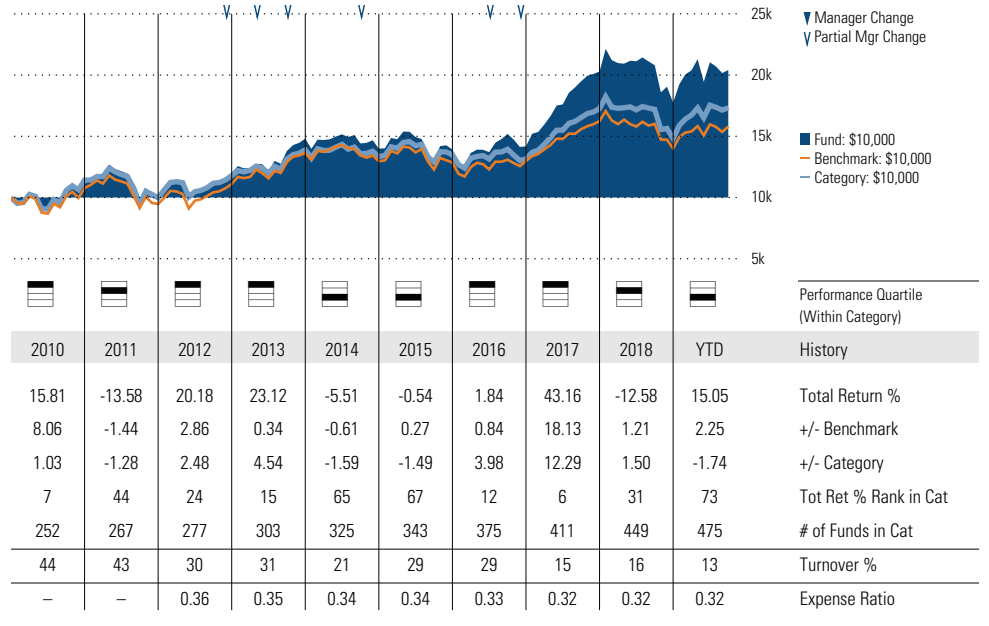 25k
▼ Manager Change
∨ Partial Mgr Change
20k
15k
Fund: $10,000
Benchmark: $10,000
Category: $10,000
10k
5k
Performance Quartile
(Within Category)
2010 2011 2012 2013 2014 2015 2016 2017 2018 YTD History
15.81 -13.58 20.18 23.12 -5.51 -0.54 1.84 43.16 -12.58 15.05 Total Return %
8.06 -1.44 2.86 0.34 -0.61 0.27 0.84 18.13 1.21 2.25 +/- Benchmark
1.03 -1.28 2.48 4.54 -1.59 -1.49 3.98 12.29 1.50 -1.74 +/- Category
7 44 24 15 65 67 12 6 31 73 Tot Ret % Rank in Cat
252 267 277 303 325 343 375 411 449 475 # of Funds in Cat
44 43 30 31 21 29 29 15 16 13 Turnover %
– – 0.36 0.35 0.34 0.34 0.33 0.32 0.32 0.32 Expense Ratio